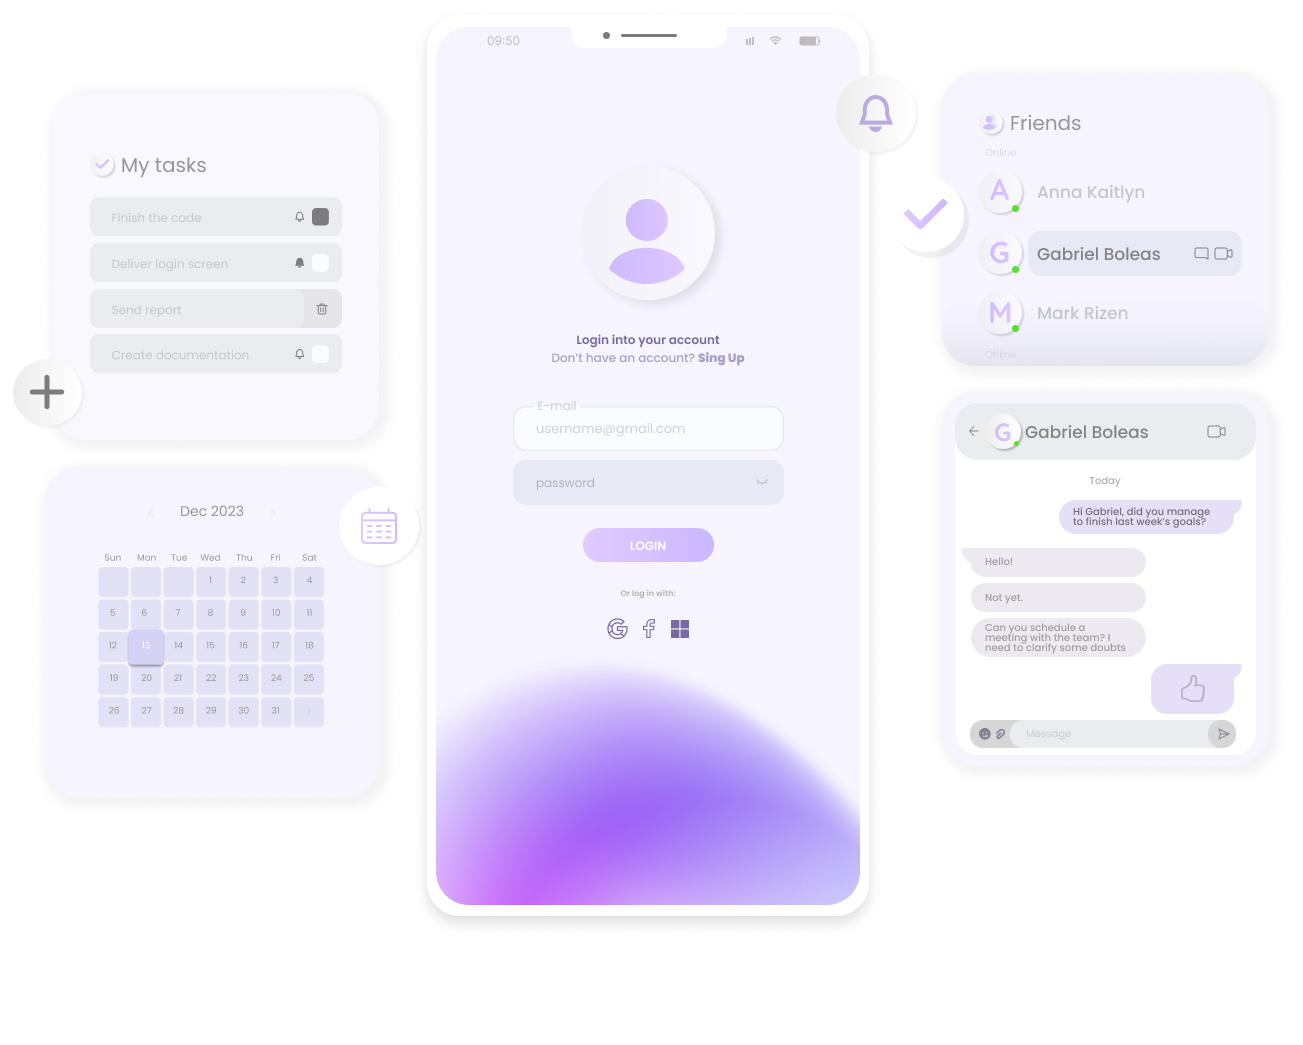 My tasks
Finish the code
Deliver login screen
Send report
Create documentation
Dec 2023
Sun Mon Tue Wed Thu Fri Sat
1 2 3 4
5 6 7 8 9 10 11
12 13 14 15 16 17 18
19 20 21 22 23 24 25
26 27 28 29 30 31 1
09:50
Login into your account
Don't have an account? Sing Up
E-mail
username@gmail.com
password
LOGIN
Or log in with:
G f
Friends
Online
A Anna Kaitlyn
G Gabriel Boleas
M Mark Rizen
Offline
G Gabriel Boleas
Today
Hi Gabriel, did you manage
to finish last week's goals?
Hello!
Not yet.
Can you schedule a
meeting with the team? I
need to clarify some doubts
Message